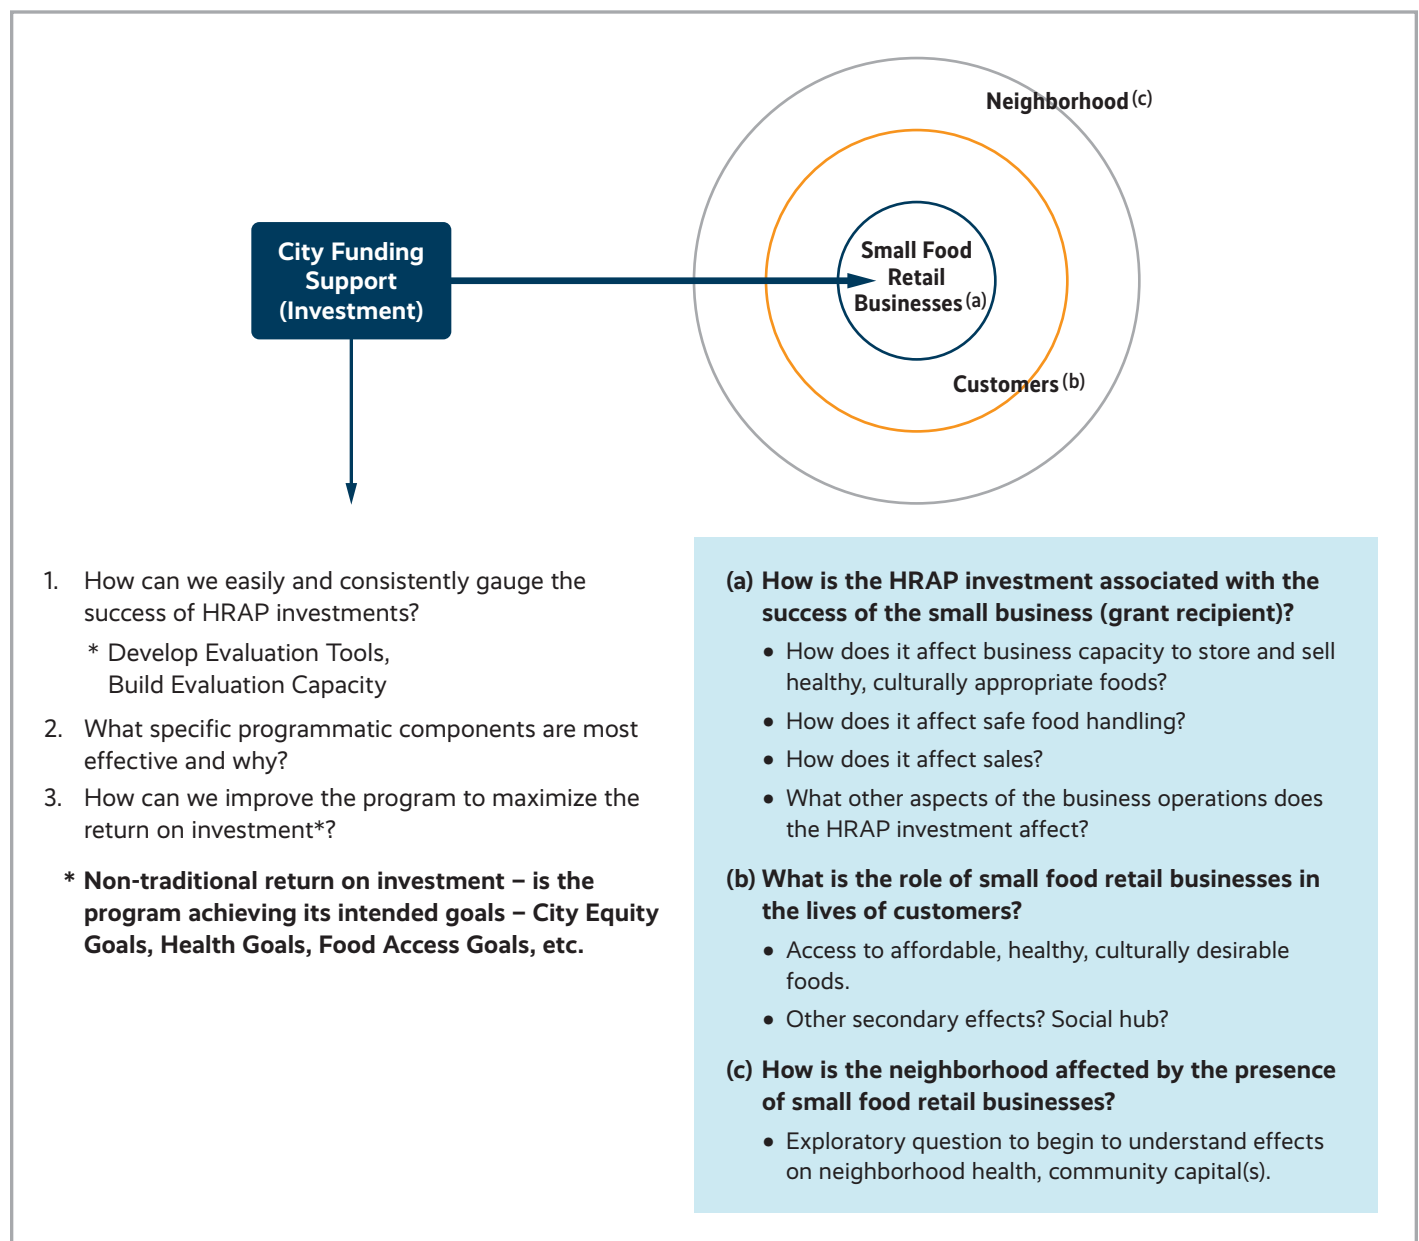 Neighborhood (c)
City Funding
Support
(Investment)
Small Food
Retail
Businesses (a)
Customers (b)
1. How can we easily and consistently gauge the
success of HRAP investments?
* Develop Evaluation Tools,
Build Evaluation Capacity
2. What specific programmatic components are most
effective and why?
3. How can we improve the program to maximize the
return on investment*?
* Non-traditional return on investment – is the
program achieving its intended goals – City Equity
Goals, Health Goals, Food Access Goals, etc.
(a) How is the HRAP investment associated with the
success of the small business (grant recipient)?
• How does it affect business capacity to store and sell
healthy, culturally appropriate foods?
• How does it affect safe food handling?
• How does it affect sales?
• What other aspects of the business operations does
the HRAP investment affect?
(b) What is the role of small food retail businesses in
the lives of customers?
• Access to affordable, healthy, culturally desirable
foods.
• Other secondary effects? Social hub?
(c) How is the neighborhood affected by the presence
of small food retail businesses?
• Exploratory question to begin to understand effects
on neighborhood health, community capital(s).